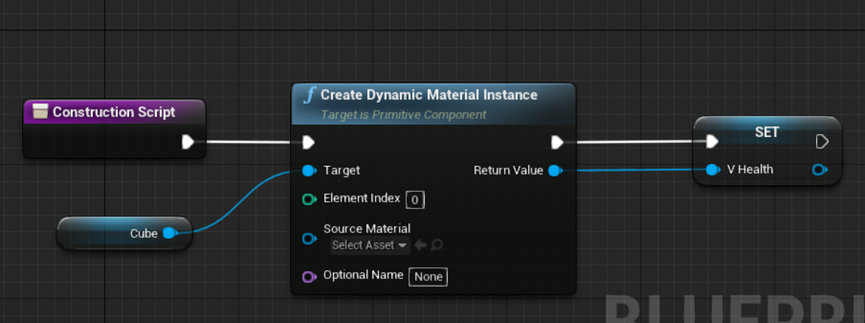 Construction Script
Cube
f Create Dynamic Material Instance
Target is Primitive Component
Target
Return Value
Element Index 0
Source Material
Select Asset
Optional Name None
SET
V Health